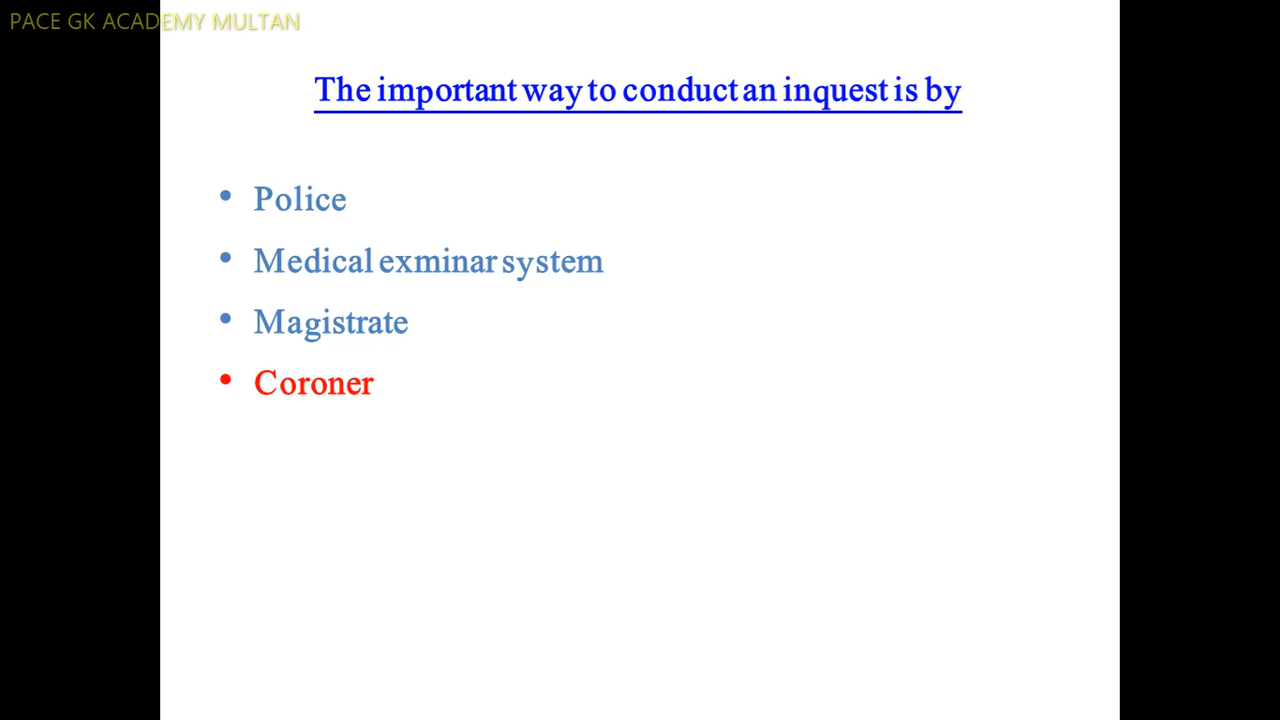 PACE GK ACADEMY MULTAN
The important way to conduct an inquest is by
• Police
• Medical exminar system
• Magistrate
• Coroner